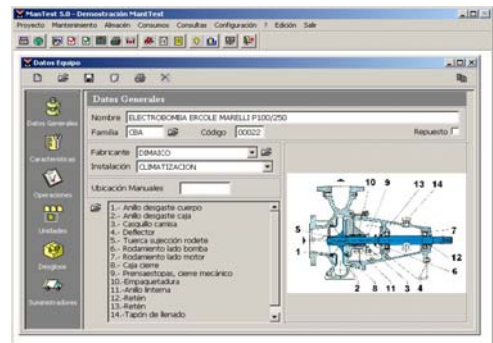 ManTest 5.0 - Demostración MantTest
Proyecto Mantenimiento Almacén Consumos Consultas Configuración ? Edición Salir
Datos Equipo
Datos Generales
Nombre ELECTROBOMBA ERCOLE MARELLI P100/250
Familia CBA Código 00022 Repuesto
Fabricante DIMAICO
Instalación CLIMATIZACION
Ubicación Manuales
1.- Anillo desgaste cuerpo
2.- Anillo desgaste caja
3.- Casquillo camisa
4.- Deflector
5.- Tuerca sujección rodete
6.- Rodamiento lado bomba
7.- Rodamiento lado motor
8.- Caja cierre
9.- Prensaestopas, cierre mecánico
10.-Empaquetadura
11.-Anillo linterna
12.-Retén
13.-Retén
14.-Tapón de llenado
Datos Generales
Características
Operaciones
Unidades
Desglose
Suministradores
10 9 13 14
5
1
7
12
6
2 8 11 3 4